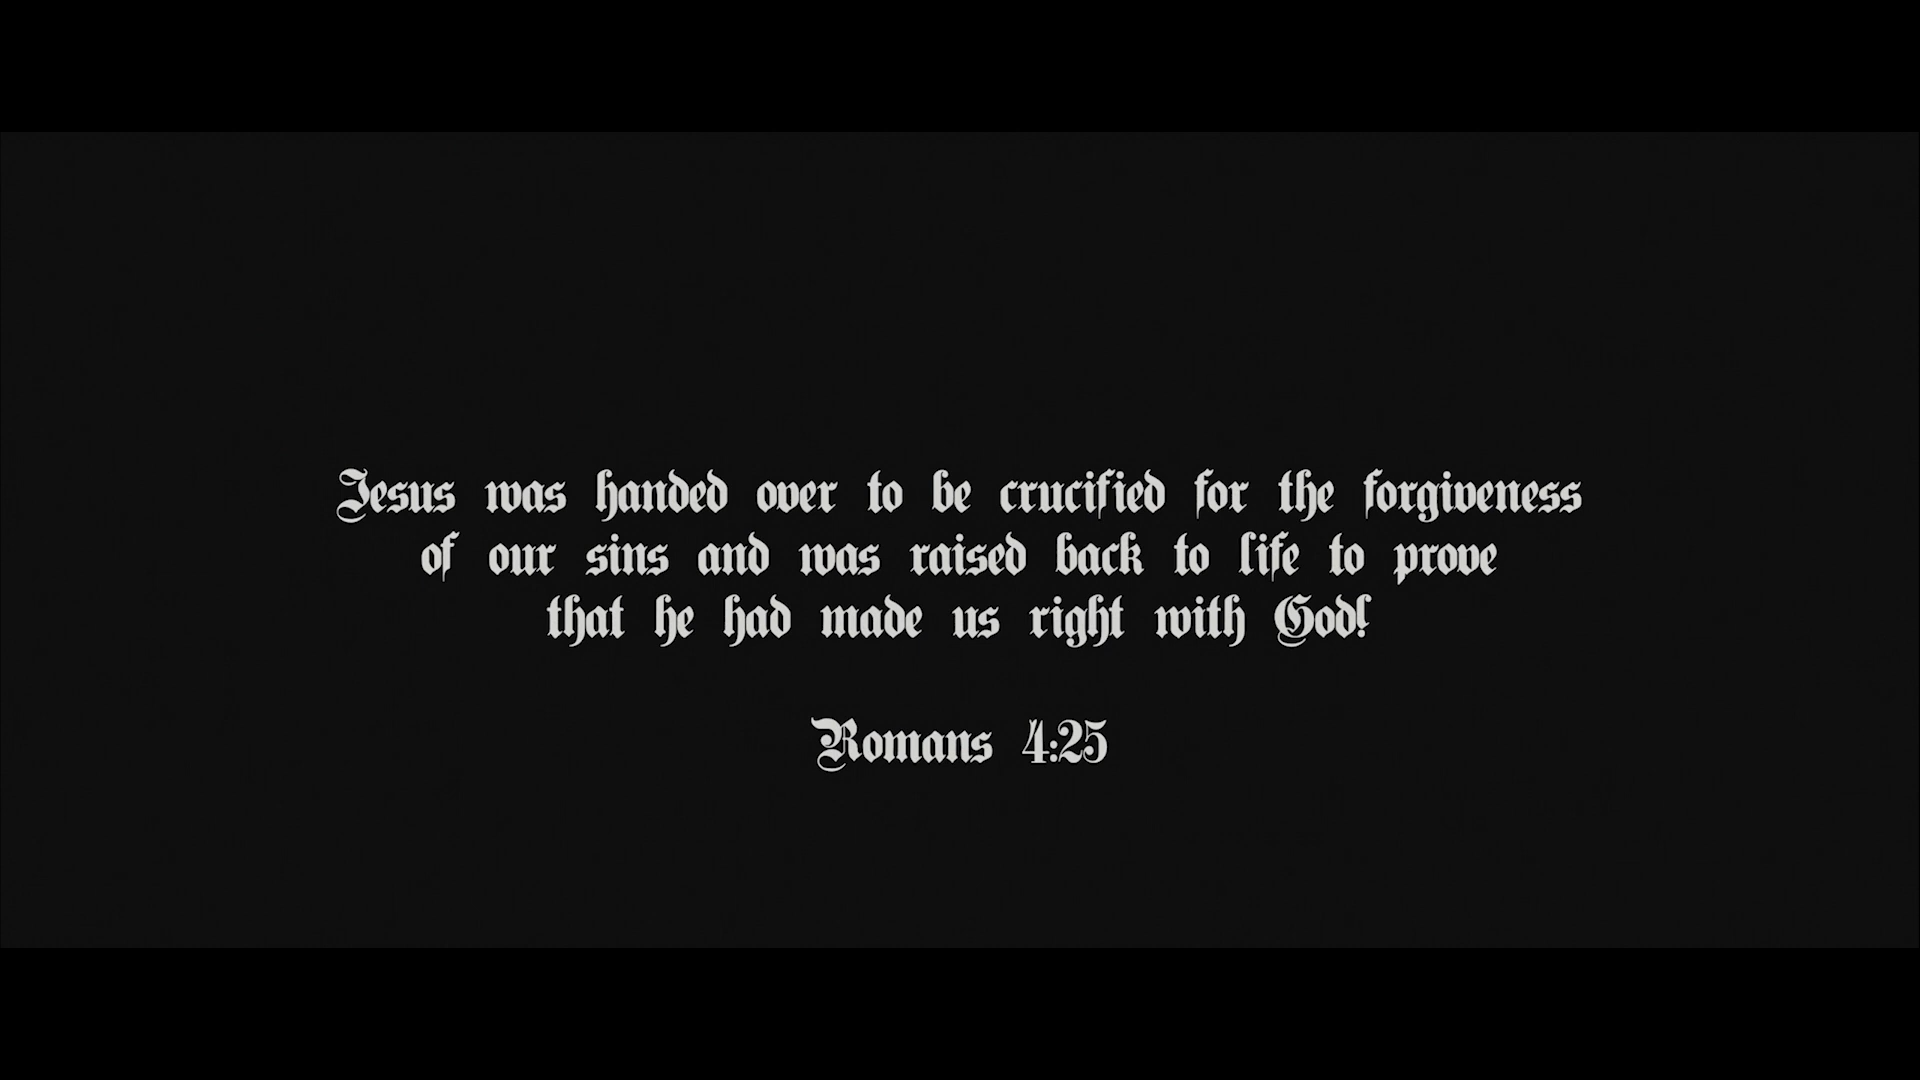 Jesus was handed over to be crucified for the forgiveness
of our sins and was raised back to life to prove
that he had made us right with God!
Romans 4:25